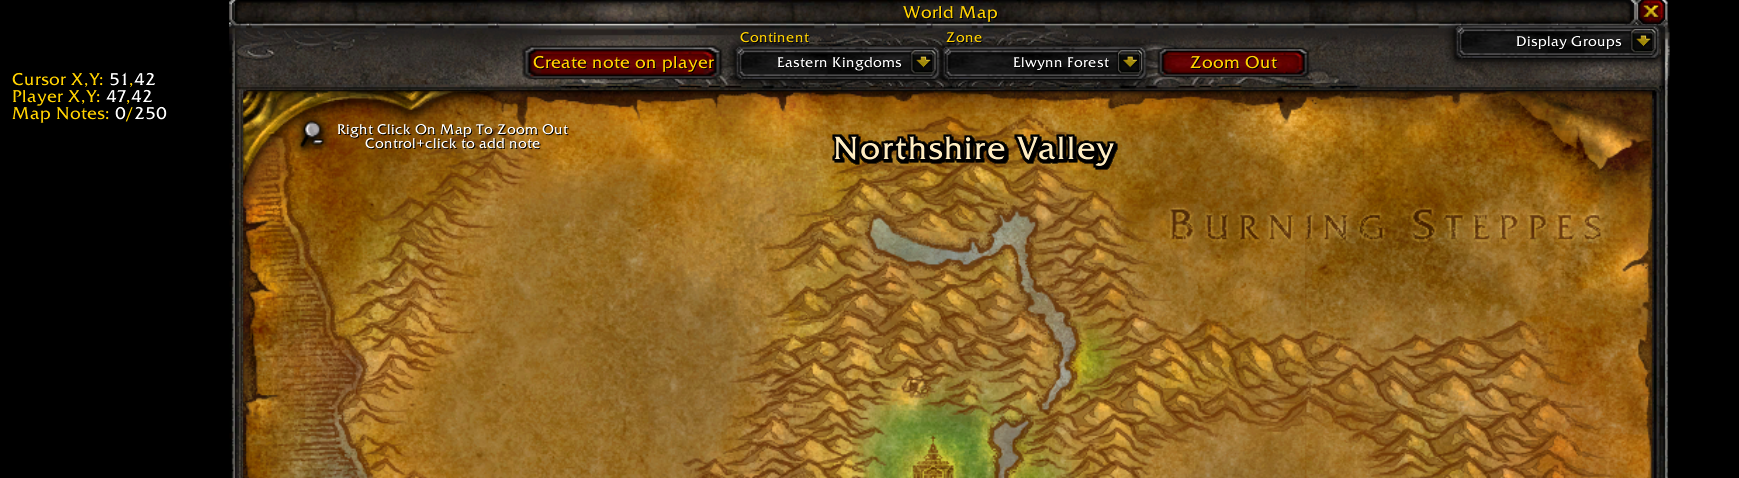 World Map
Continent
Zone
Display Groups
Create note on player
Eastern Kingdoms
Elwynn Forest
Zoom Out
Cursor X,Y: 51,42
Player X,Y: 47,42
Map Notes: 0/250
Right Click On Map To Zoom Out
Control+click to add note
Northshire Valley
BURNING STEPPES